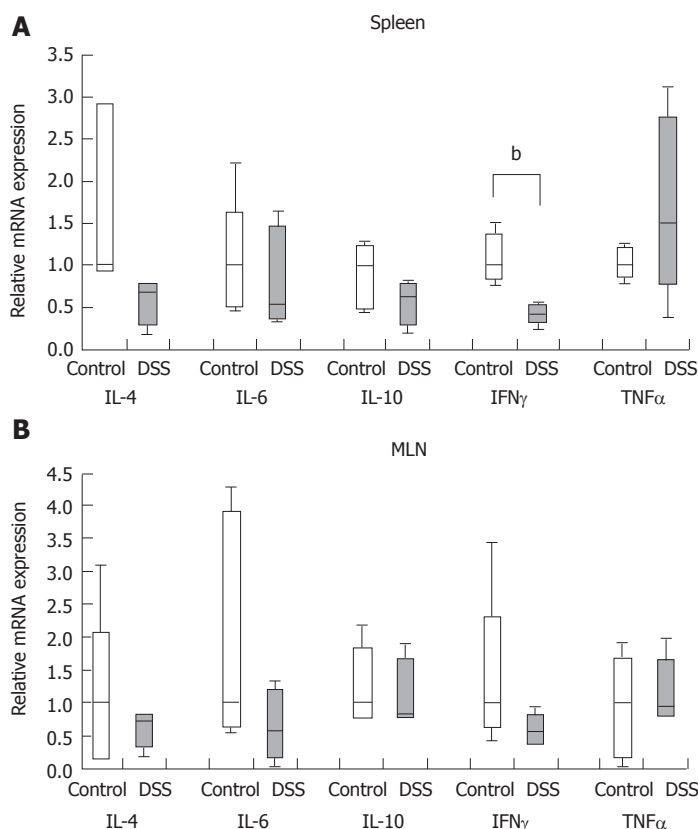 A
Spleen
Relative mRNA expression
3.5
3.0
2.5
2.0
1.5
1.0
0.5
0.0
b
Control DSS Control DSS Control DSS Control DSS Control DSS
IL-4 IL-6 IL-10 IFNγ TNFα
B
MLN
Relative mRNA expression
4.5
4.0
3.5
3.0
2.5
2.0
1.5
1.0
0.5
0.0
Control DSS Control DSS Control DSS Control DSS Control DSS
IL-4 IL-6 IL-10 IFNγ TNFα